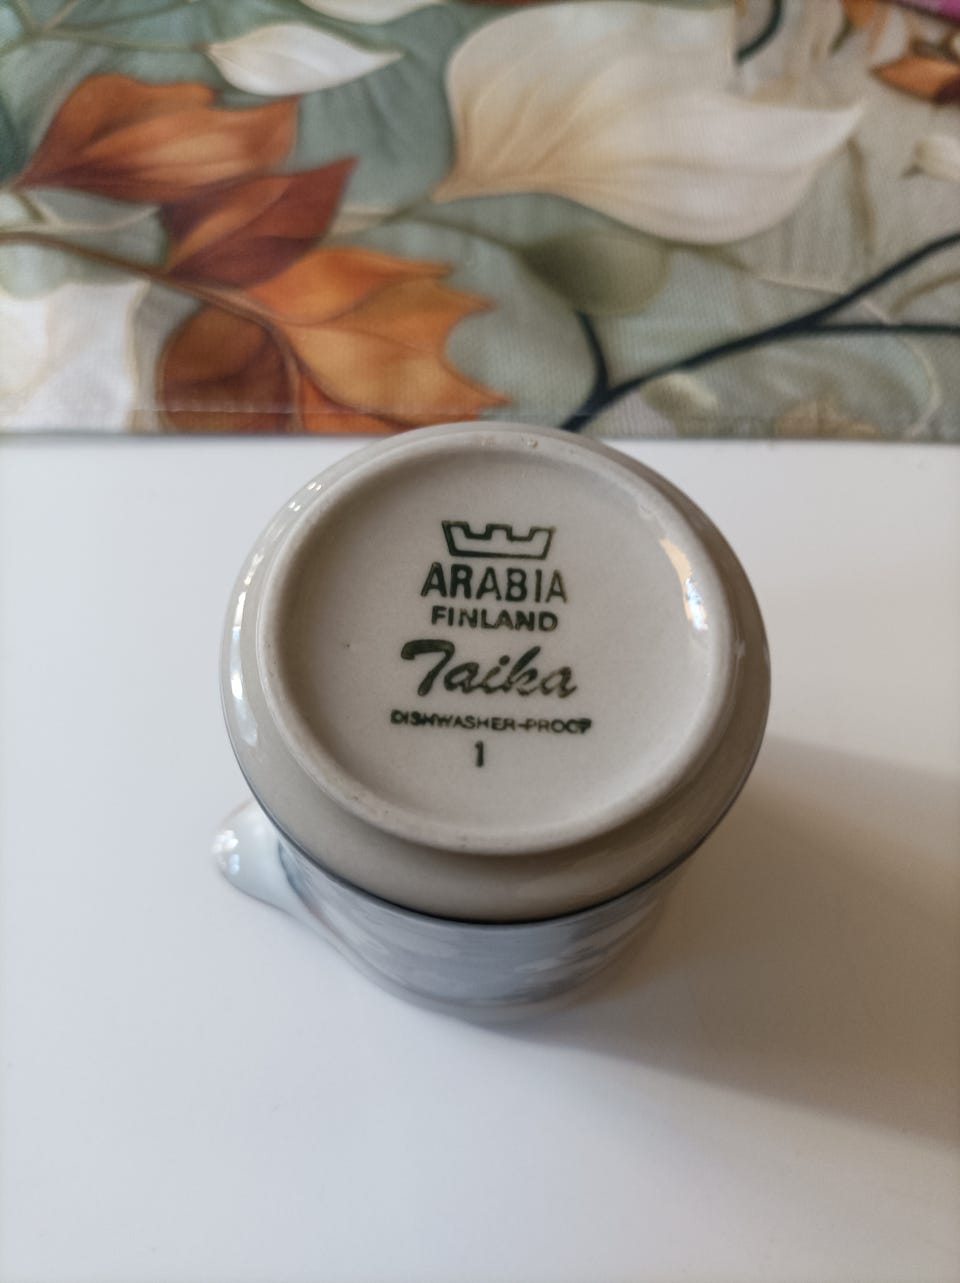 ARABIA
FINLAND
Taika
DISHWASHER-PROOF
1